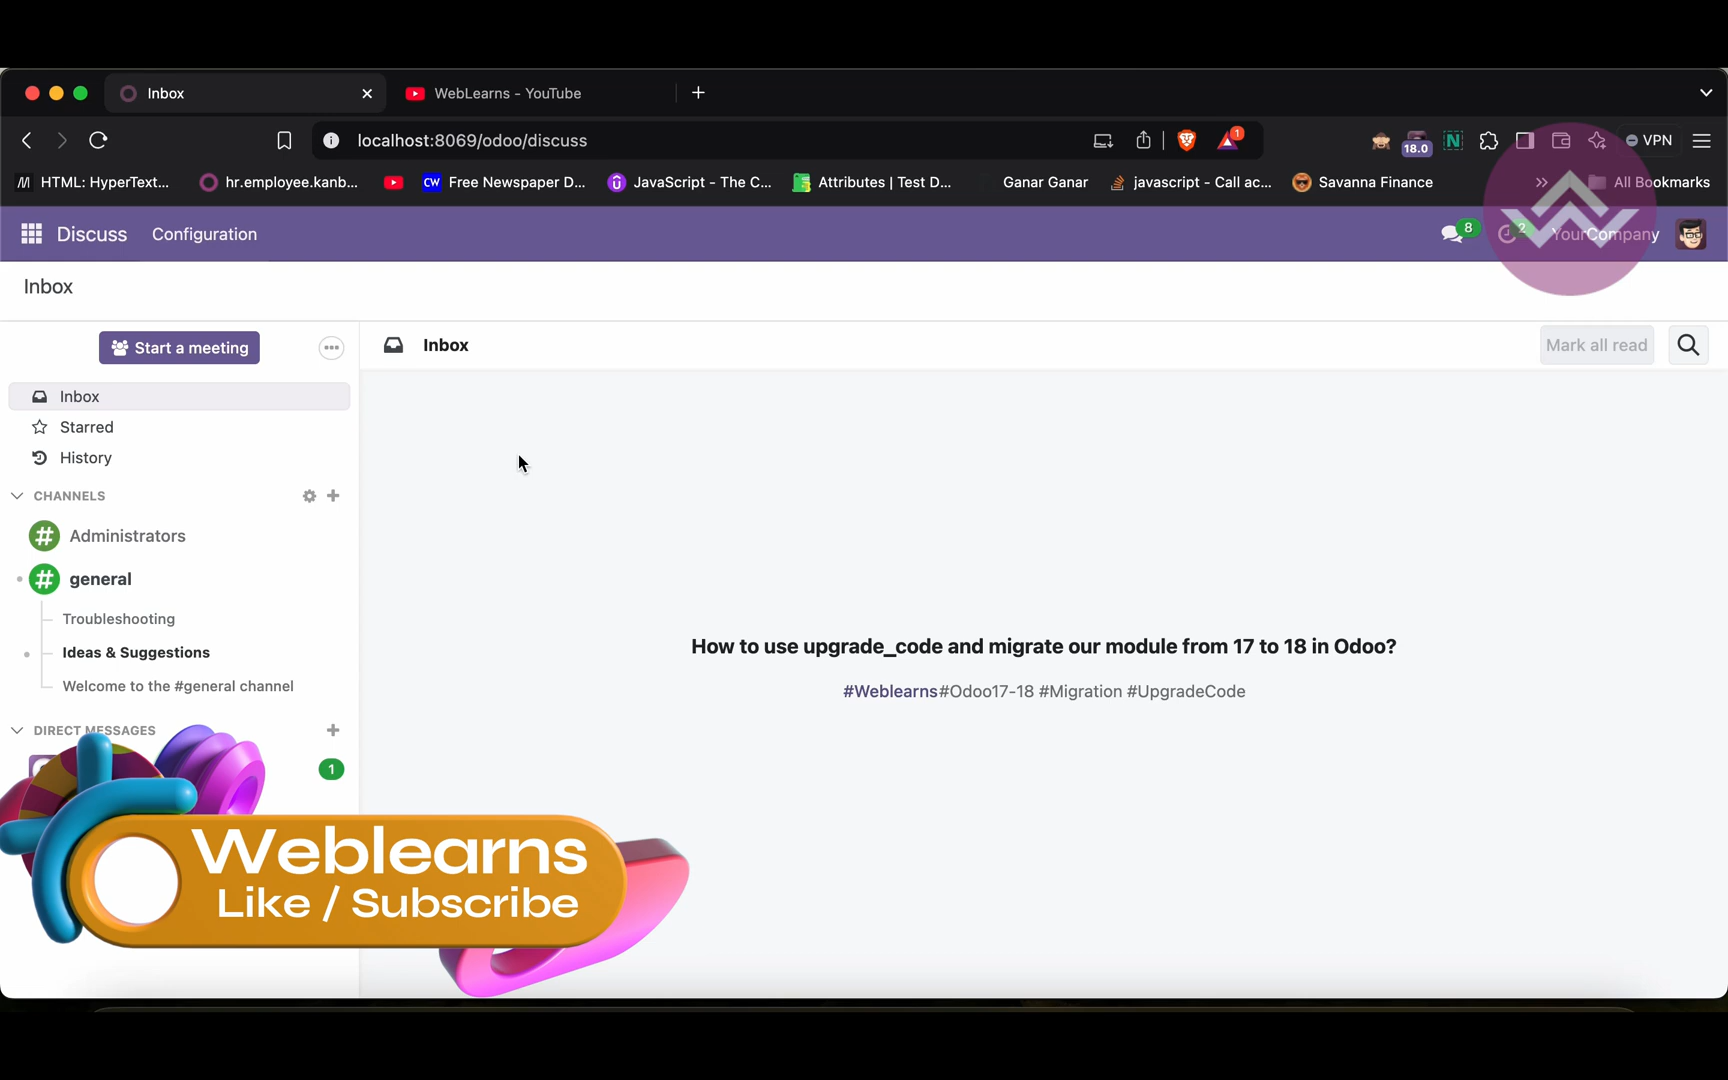 Inbox
WebLearns - YouTube
localhost:8069/odoo/discuss
1
18.0
VPN
HTML: HyperText...
hr.employee.kanb...
CW
Free Newspaper D...
JavaScript - The C...
Attributes | Test D...
Ganar Ganar
javascript - Call ac...
Savanna Finance
All Bookmarks
Discuss
Configuration
8
2
YourCompany
Inbox
Start a meeting
Inbox
Mark all read
Inbox
Starred
History
CHANNELS
Administrators
general
Troubleshooting
Ideas & Suggestions
Welcome to the #general channel
How to use upgrade_code and migrate our module from 17 to 18 in Odoo?
#Weblearns#Odoo17-18 #Migration #UpgradeCode
DIRECT MESSAGES
1
Weblearns
Like / Subscribe